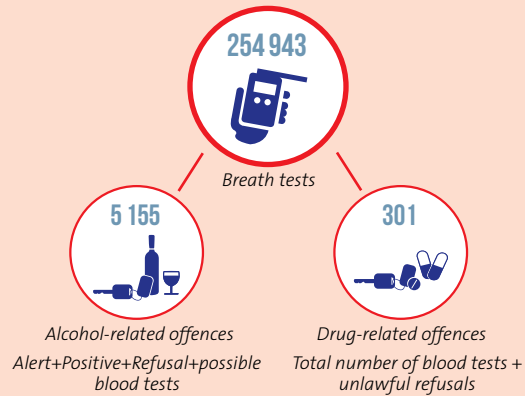 254 943
Breath tests
5 155
301
Alcohol-related offences
Alert+Positive+Refusal+possible
blood tests
Drug-related offences
Total number of blood tests +
unlawful refusals